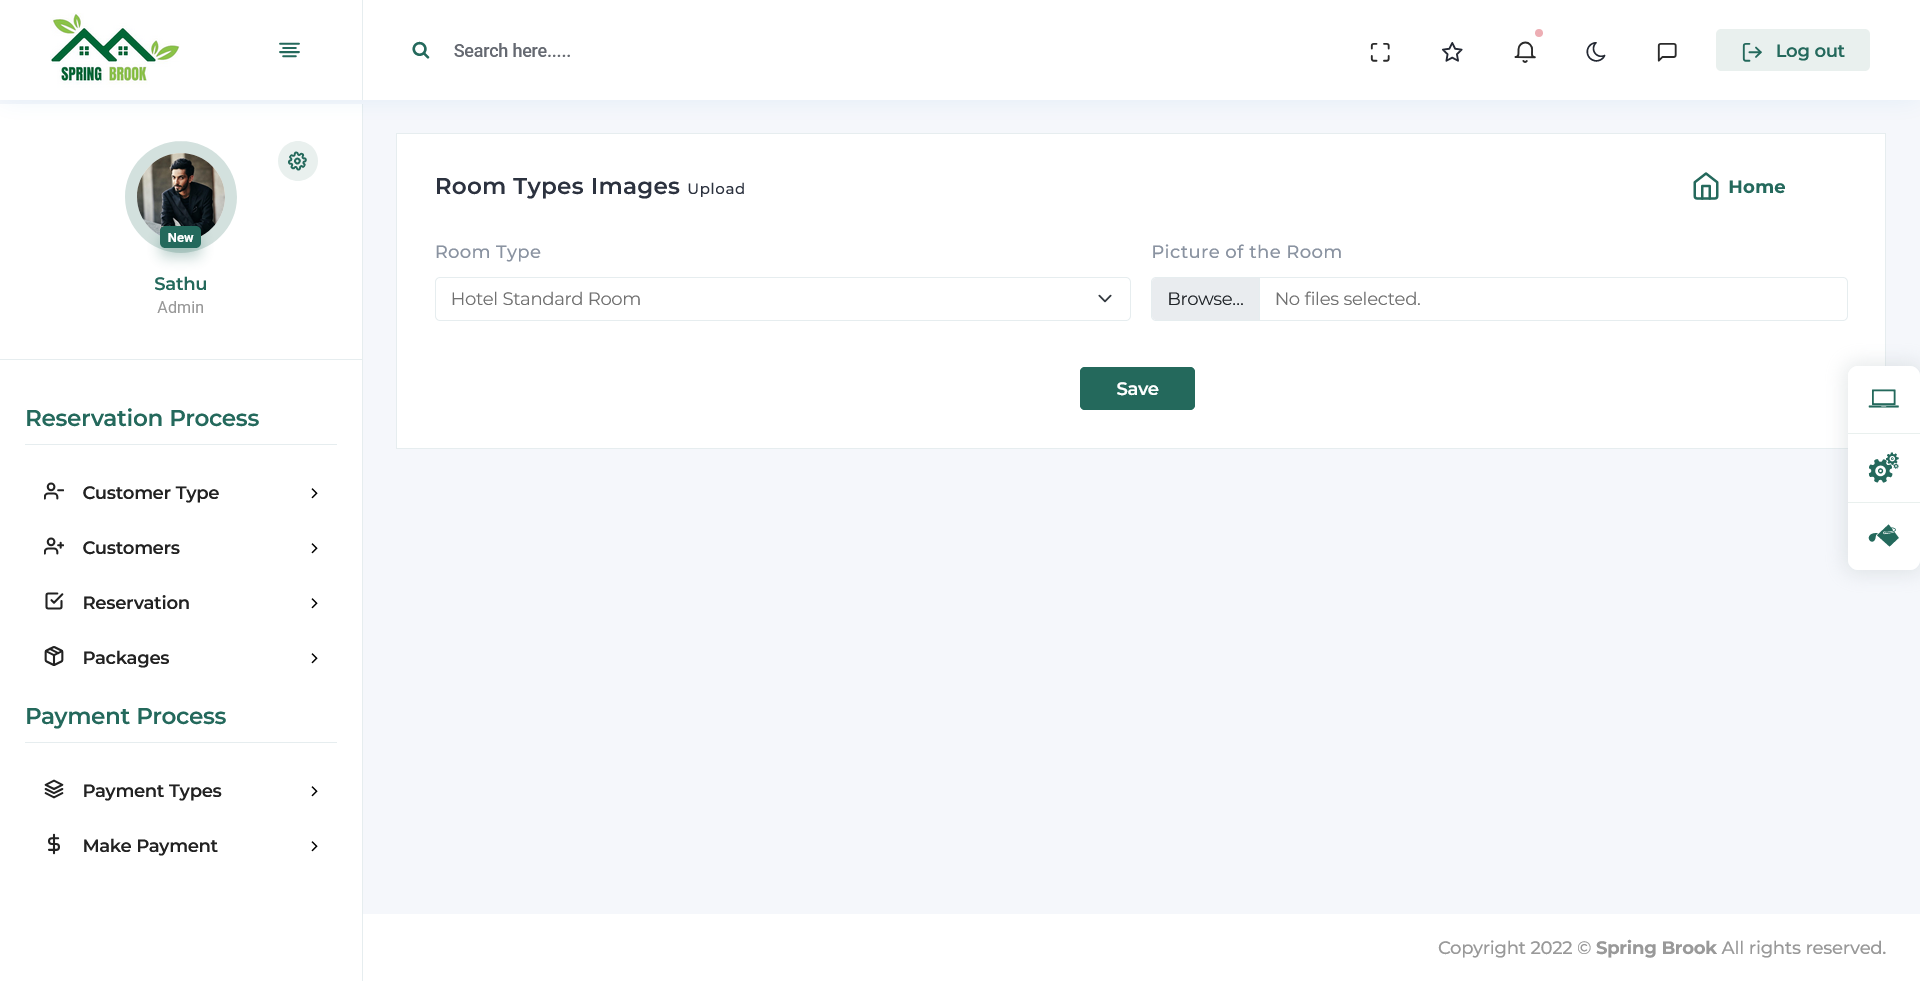 SPRING BROOK
Search here.....
Log out
New
Sathu
Admin
Reservation Process
Customer Type
Customers
Reservation
Packages
Payment Process
Payment Types
Make Payment
Room Types Images Upload
Home
Room Type
Picture of the Room
Hotel Standard Room
Browse...
No files selected.
Save
Copyright 2022 © Spring Brook All rights reserved.